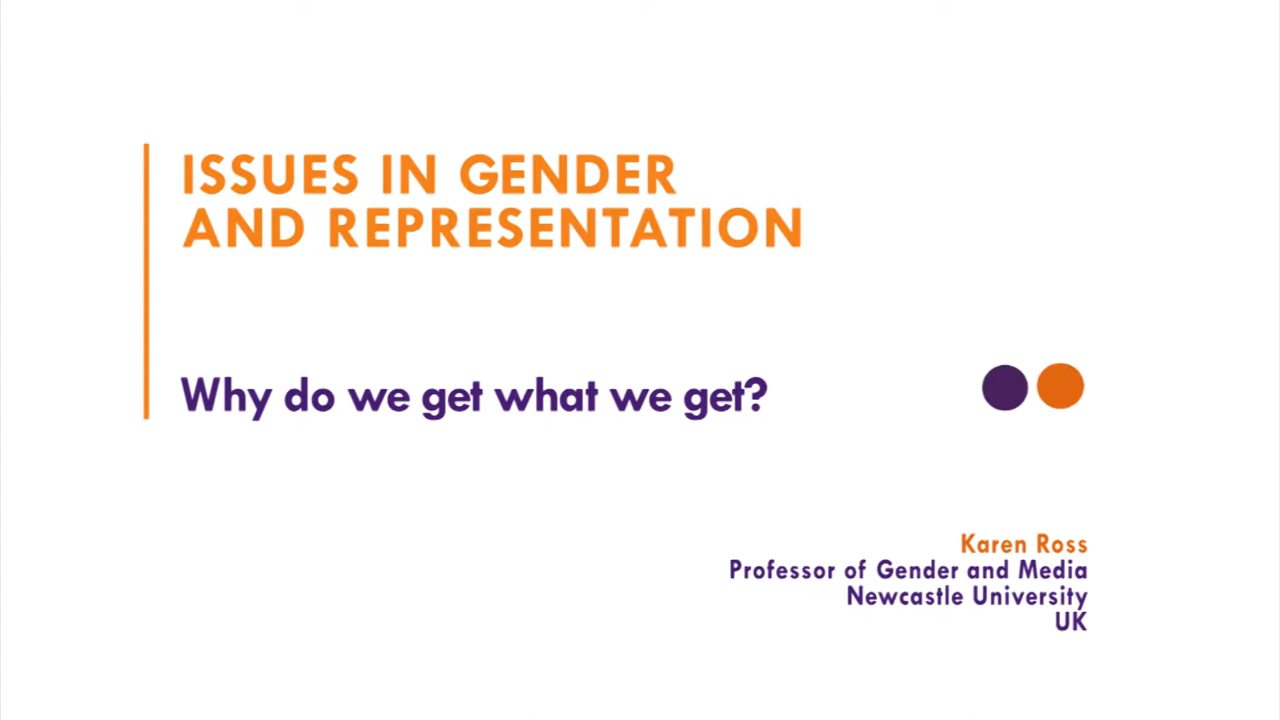 ISSUES IN GENDER
AND REPRESENTATION
Why do we get what we get?
Karen Ross
Professor of Gender and Media
Newcastle University
UK